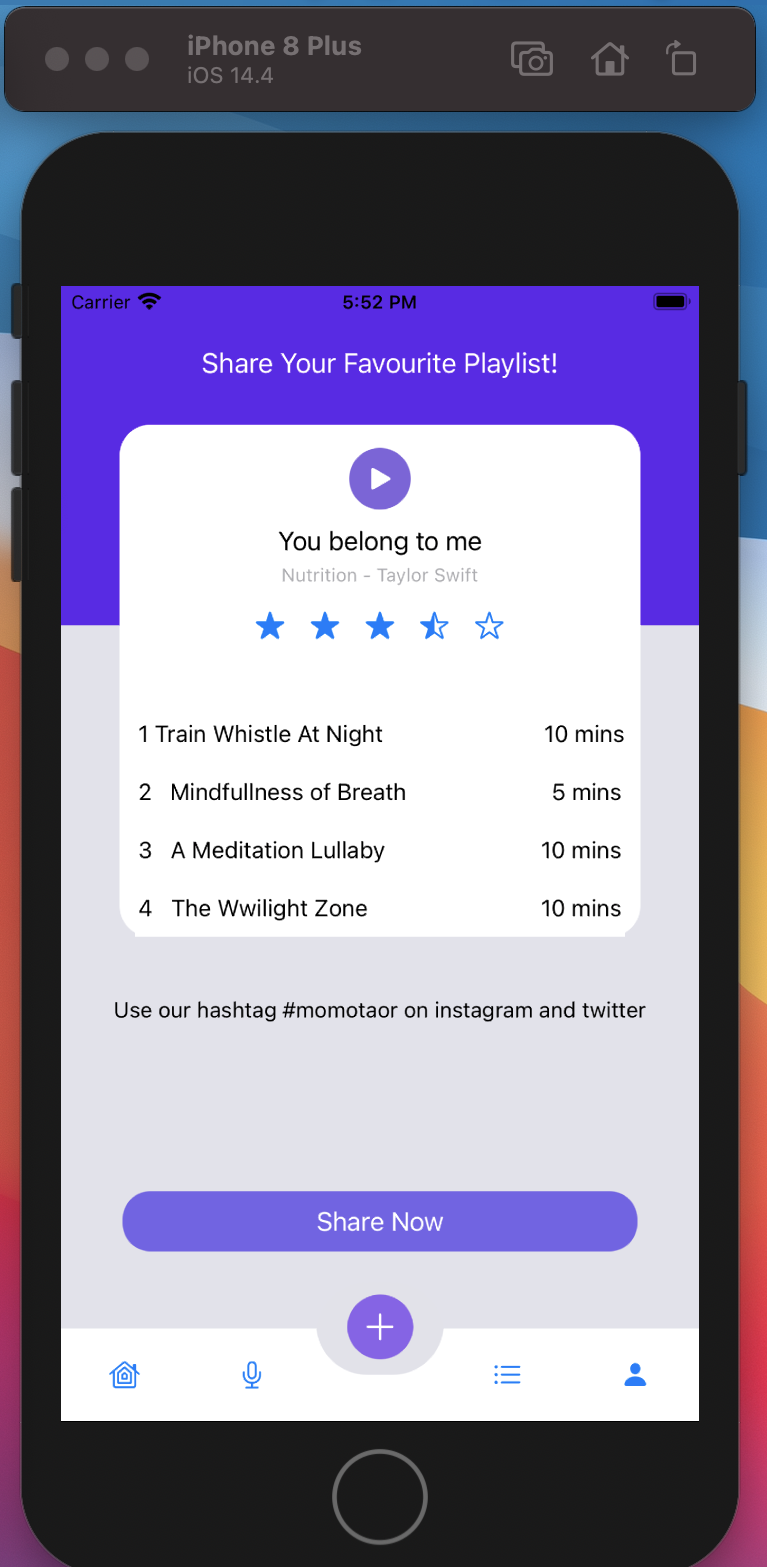 iPhone 8 Plus
iOS 14.4
Carrier 5:52 PM
Share Your Favourite Playlist!
You belong to me
Nutrition - Taylor Swift
1 Train Whistle At Night 10 mins
2 Mindfullness of Breath 5 mins
3 A Meditation Lullaby 10 mins
4 The Wwilight Zone 10 mins
Use our hashtag #momotaor on instagram and twitter
Share Now